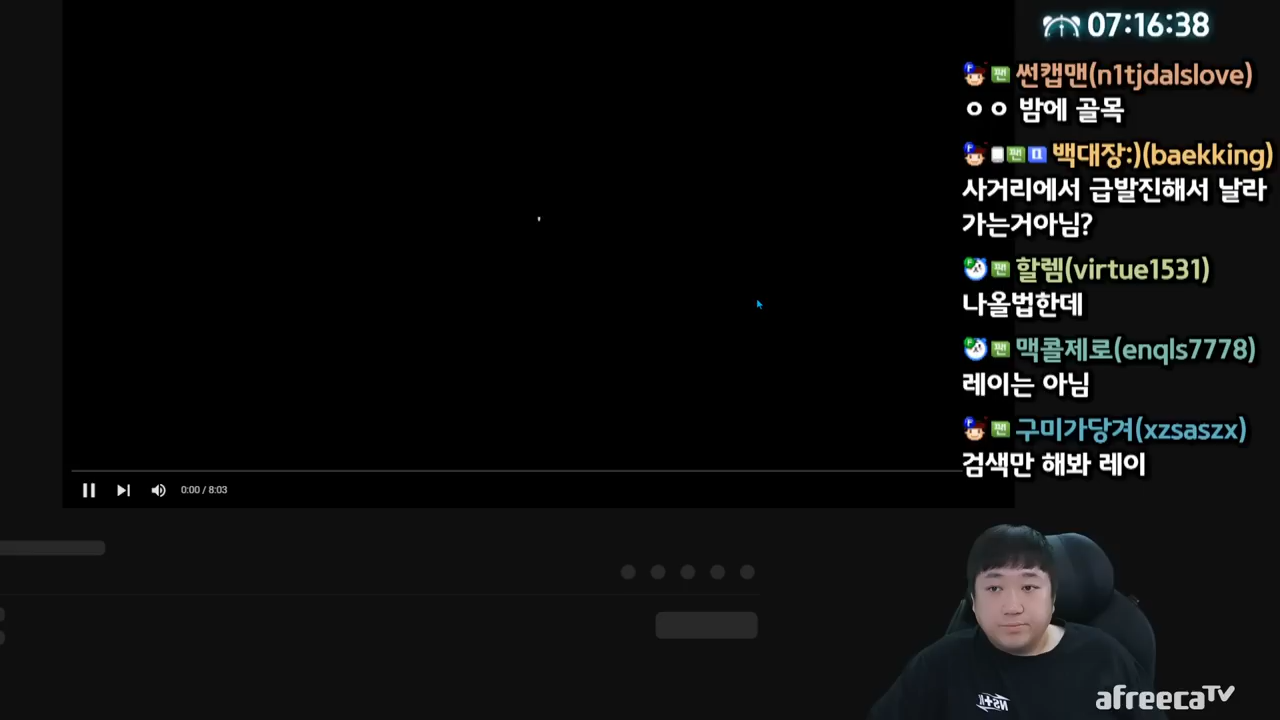 07:16:38
썬캡맨(n1tjdalslove)
ㅇㅇ 밤에 골목
백대장:)(baekking)
사거리에서 급발진해서 날라
가는거아님?
할렘(virtue1531)
나올법한데
맥콜제로(enqls7778)
레이는 아님
구미가당겨(xzsaszx)
검색만 해봐 레이
0:00 / 8:03
afreecaTV